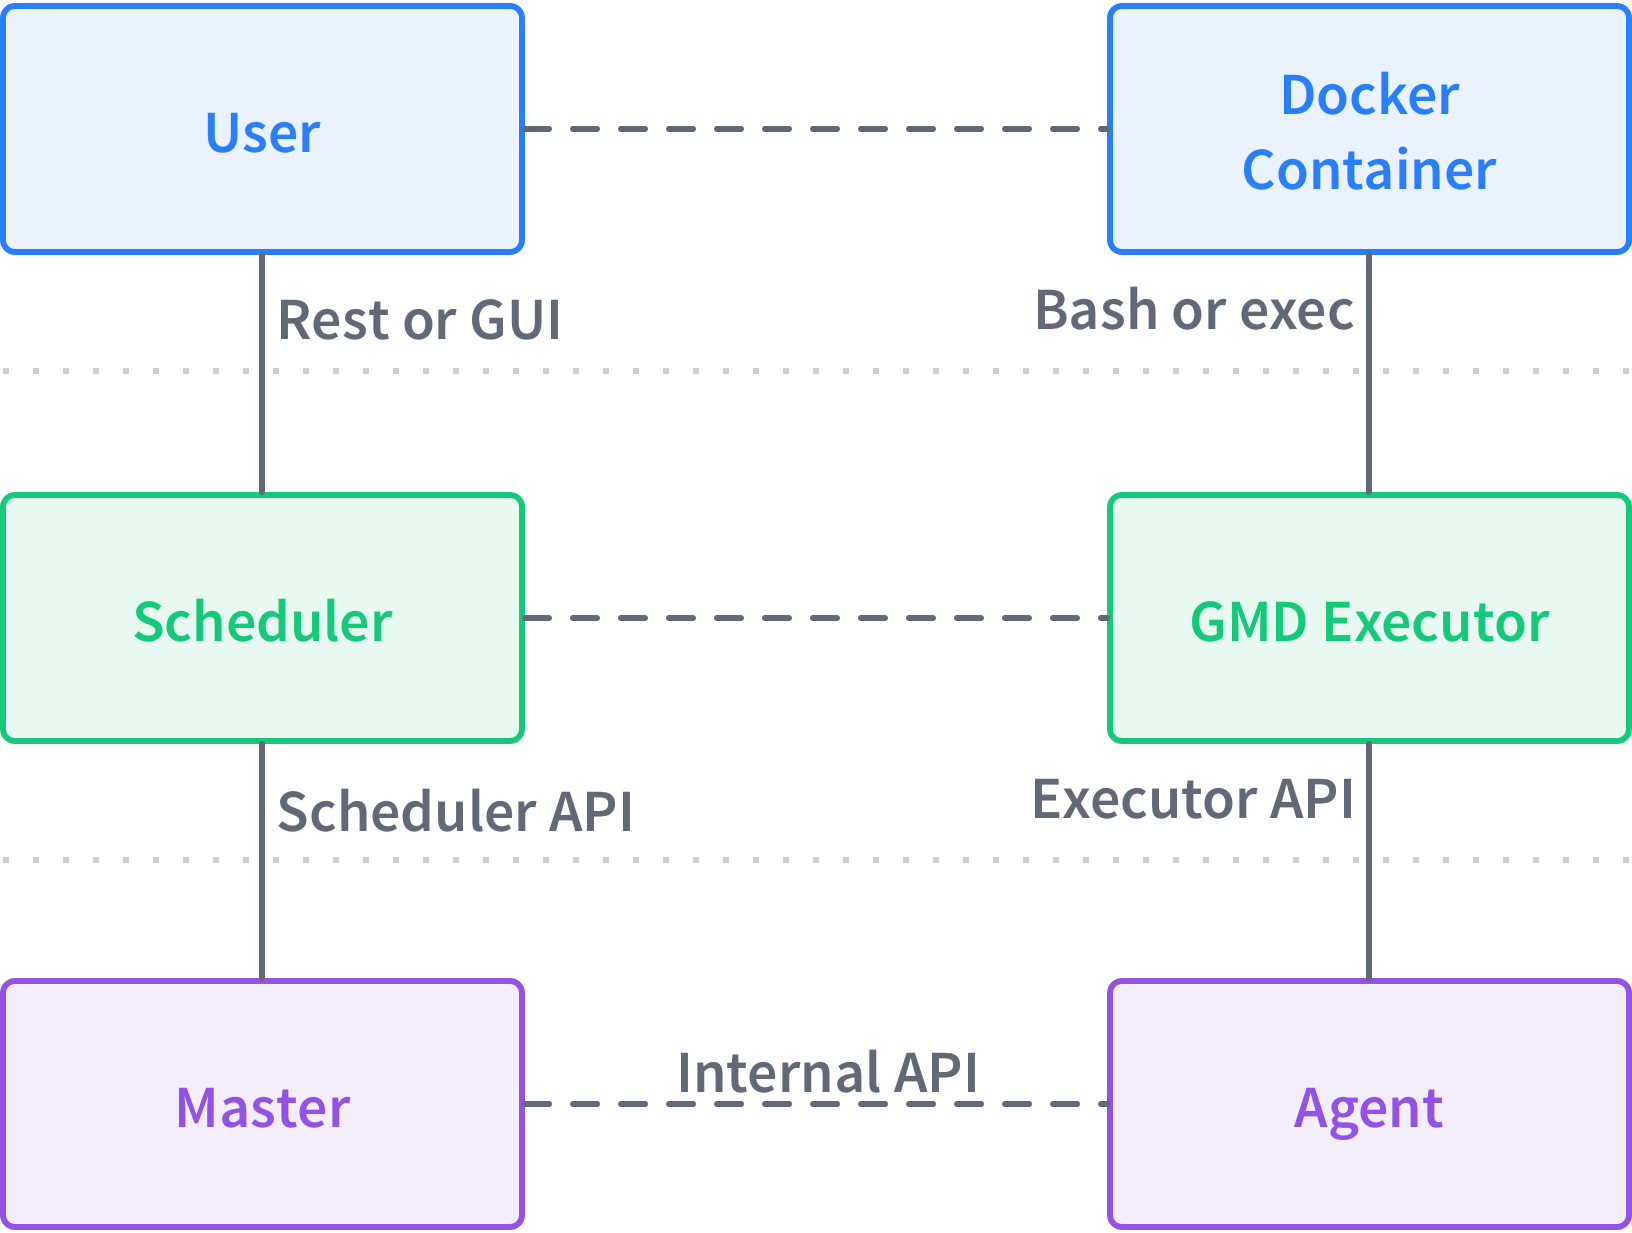 User
Docker
Container
Rest or GUI
Bash or exec
Scheduler
GMD Executor
Scheduler API
Executor API
Internal API
Master
Agent